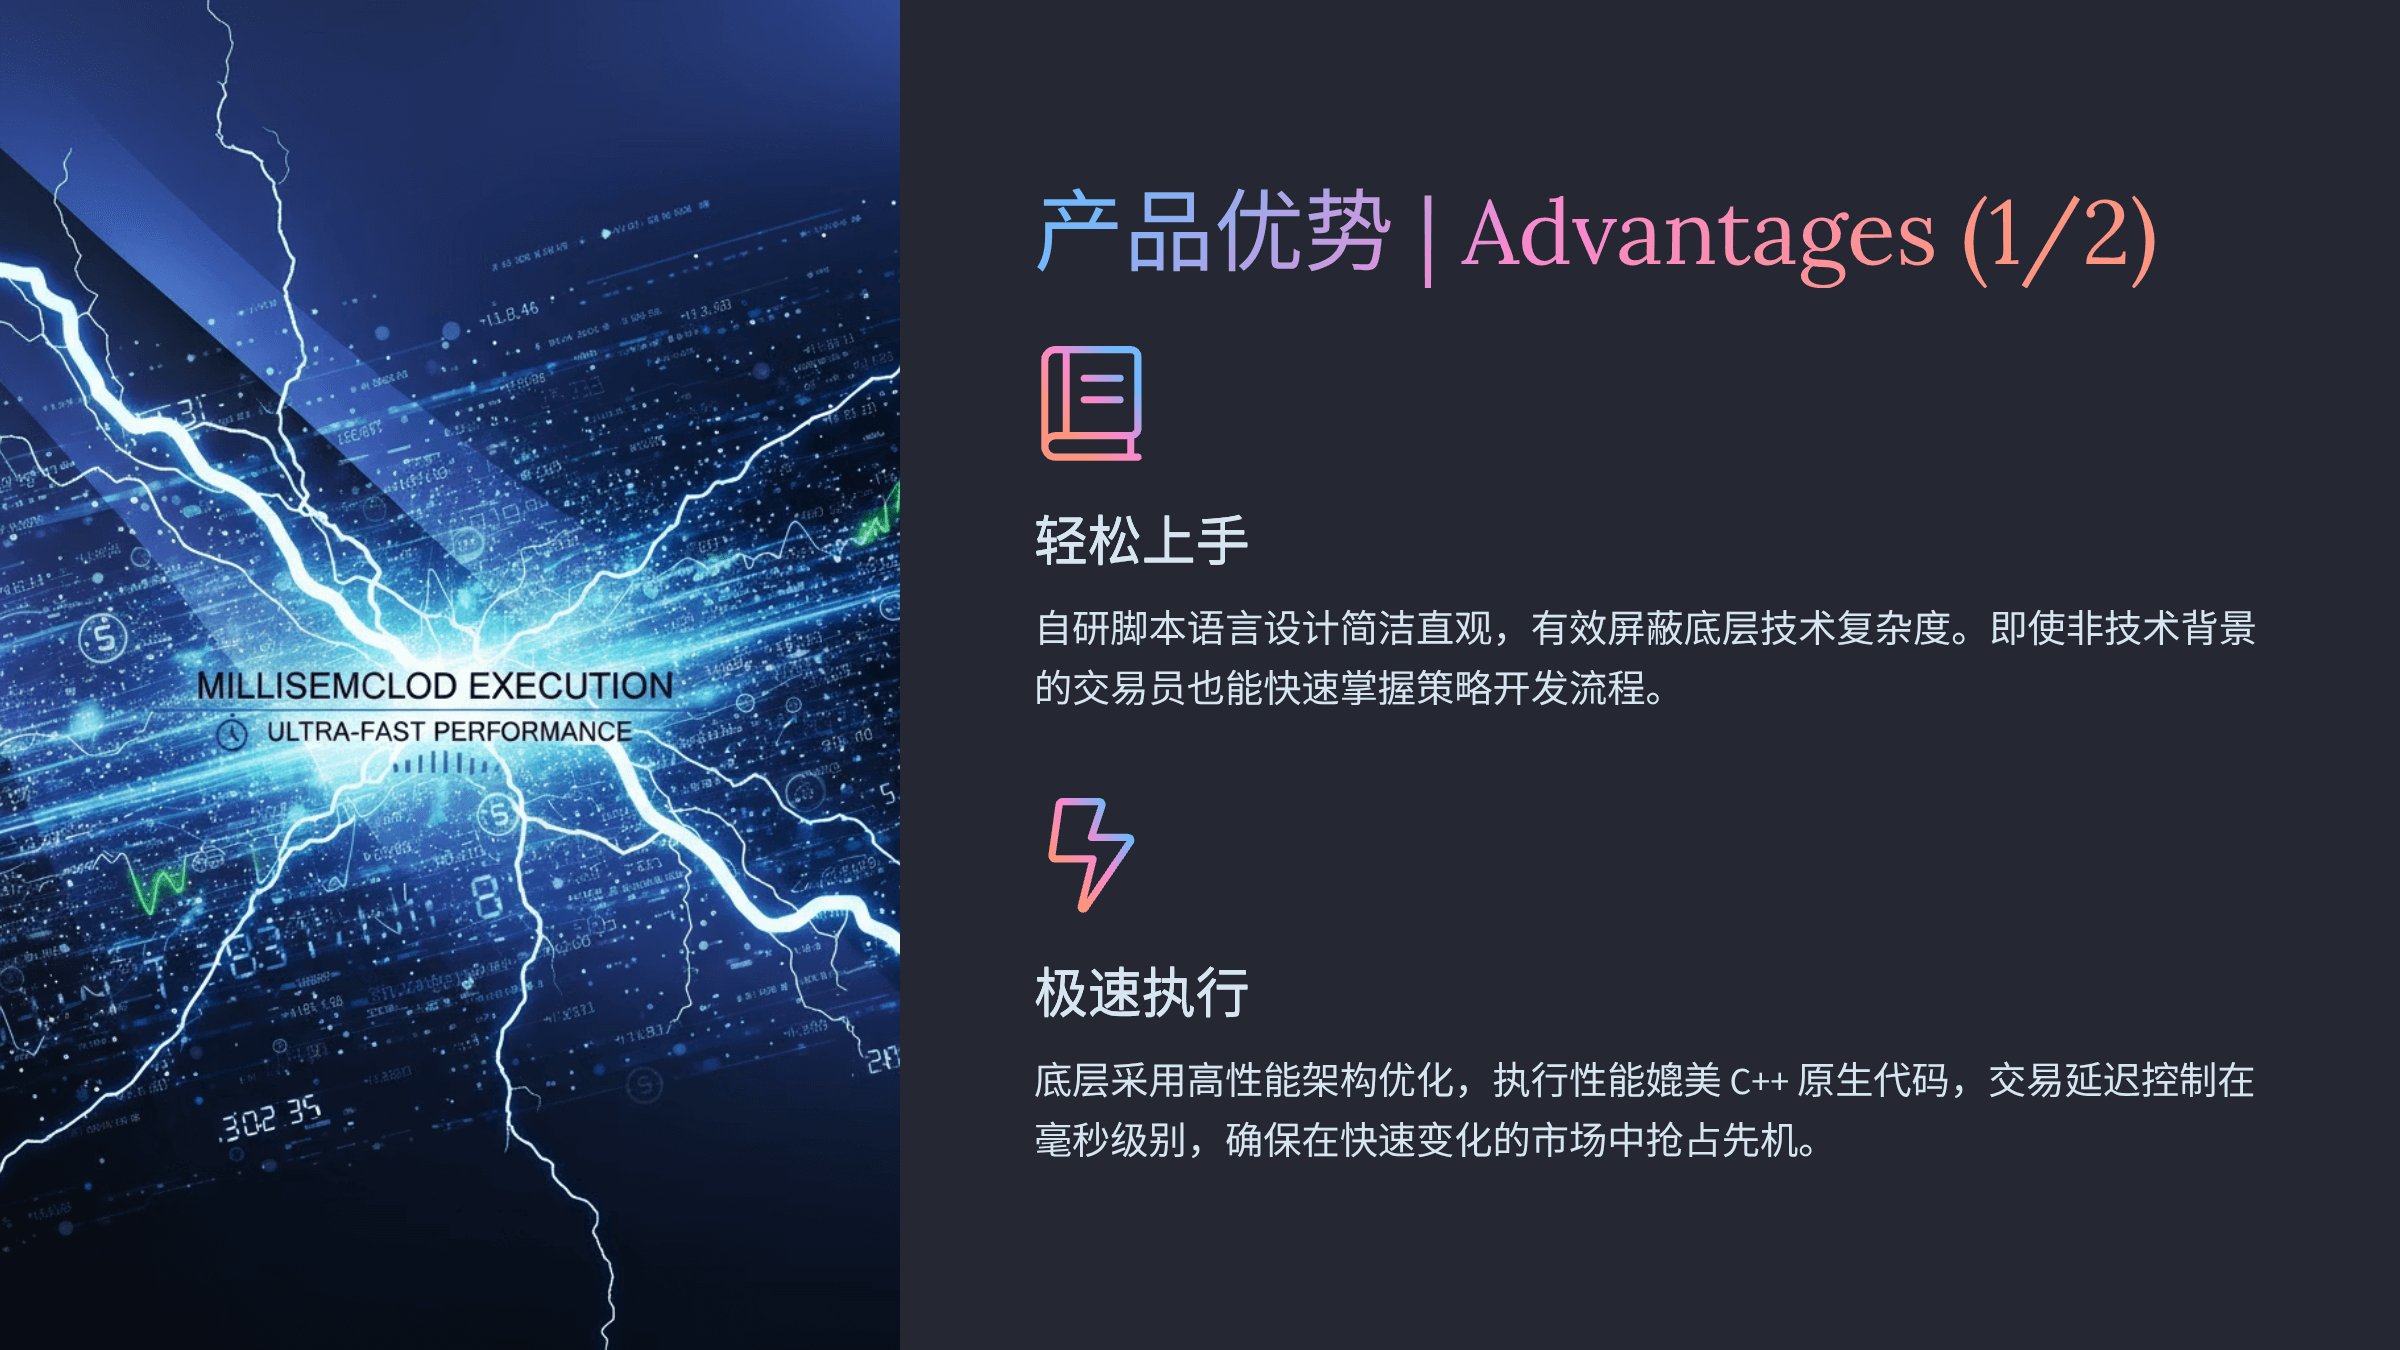 产品优势 | Advantages (1/2)
轻松上手
自研脚本语言设计简洁直观，有效屏蔽底层技术复杂度。即使非技术背景
的交易员也能快速掌握策略开发流程。
极速执行
底层采用高性能架构优化，执行性能媲美 C++ 原生代码，交易延迟控制在
毫秒级别，确保在快速变化的市场中抢占先机。
MILLISEMCLOD EXECUTION
ULTRA-FAST PERFORMANCE
302 35